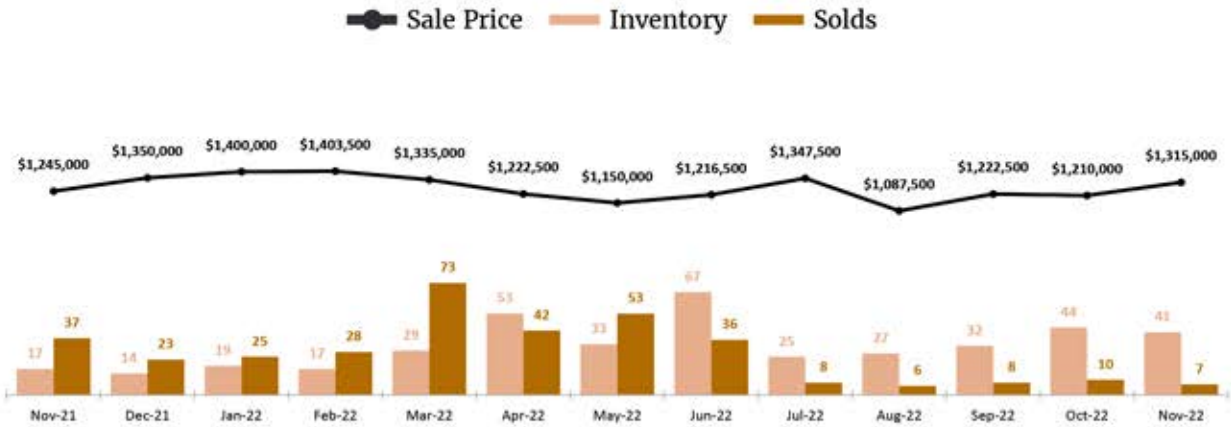 Sale Price Inventory Solds
$1,245,000 $1,350,000 $1,400,000 $1,403,500 $1,335,000 $1,222,500 $1,150,000 $1,216,500 $1,347,500 $1,087,500 $1,222,500 $1,210,000 $1,315,000
17 37 14 23 19 25 17 28 29 73 53 42 33 53 67 36 25 8 27 6 32 8 44 10 41 7
Nov-21 Dec-21 Jan-22 Feb-22 Mar-22 Apr-22 May-22 Jun-22 Jul-22 Aug-22 Sep-22 Oct-22 Nov-22